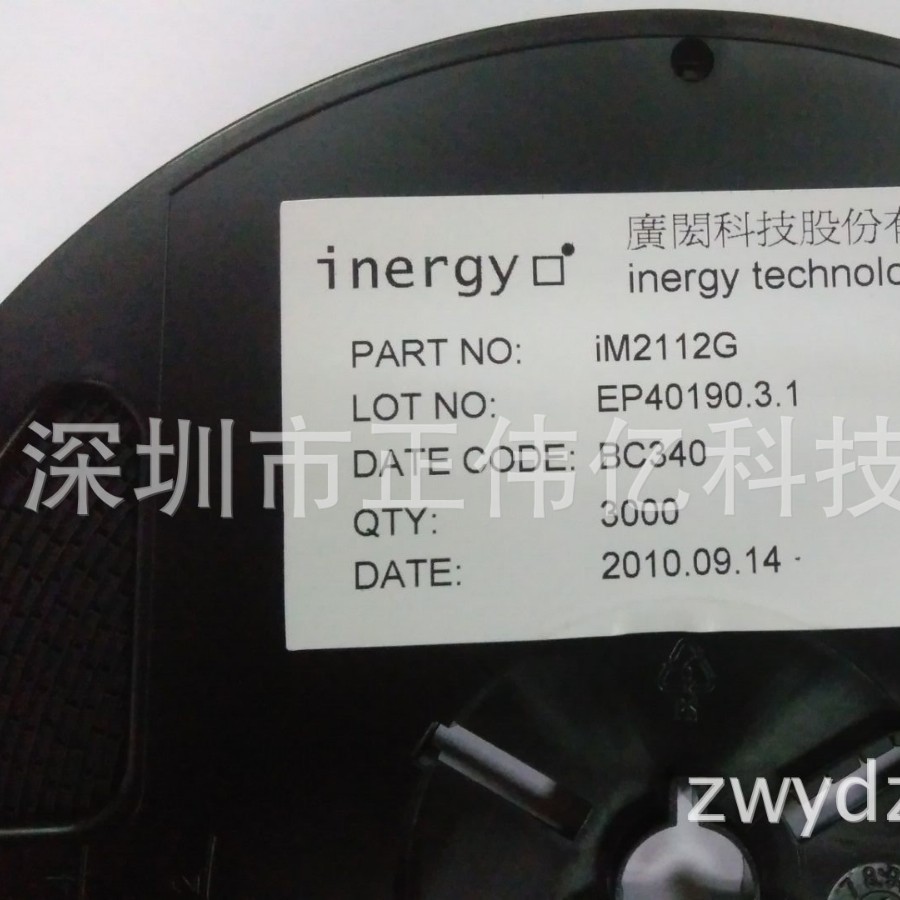 廣閎科技股份有
inergy
inergy technolo
PART NO: iM2112G
LOT NO: EP40190.3.1
DATE CODE: BC340
QTY: 3000
DATE: 2010.09.14
深圳市正伟亿科技
zwydz